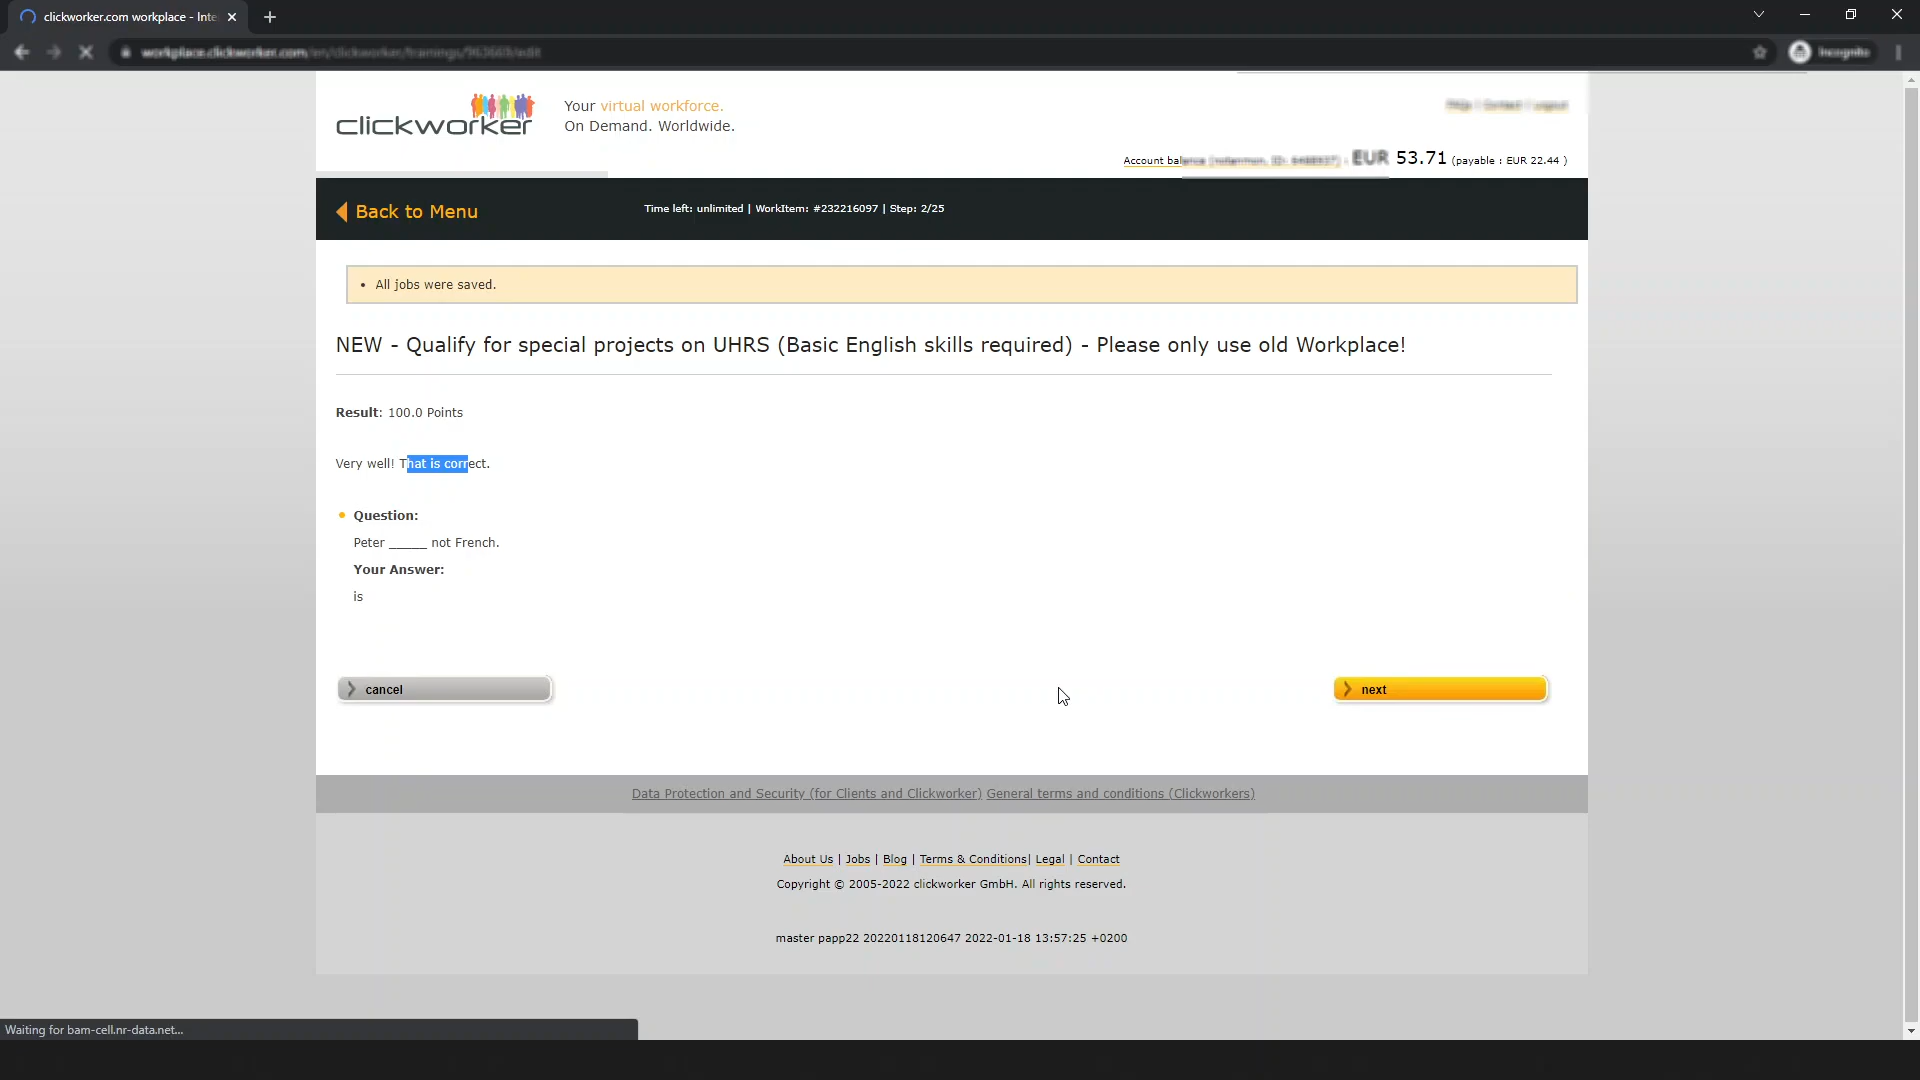 clickworker.com workplace - Inte
Incognito
clickworker
Your virtual workforce.
On Demand. Worldwide.
FAQs | Contact | Logout
Account balance EUR 53.71 (payable : EUR 22.44 )
Back to Menu
Time left: unlimited | WorkItem: #232216097 | Step: 2/25
All jobs were saved.
NEW - Qualify for special projects on UHRS (Basic English skills required) - Please only use old Workplace!
Result: 100.0 Points
Very well! That is correct.
Question:
Peter _____ not French.
Your Answer:
is
cancel
next
Data Protection and Security (for Clients and Clickworker) General terms and conditions (Clickworkers)
About Us | Jobs | Blog | Terms & Conditions| Legal | Contact
Copyright © 2005-2022 clickworker GmbH. All rights reserved.
master papp22 20220118120647 2022-01-18 13:57:25 +0200
Waiting for bam-cell.nr-data.net...